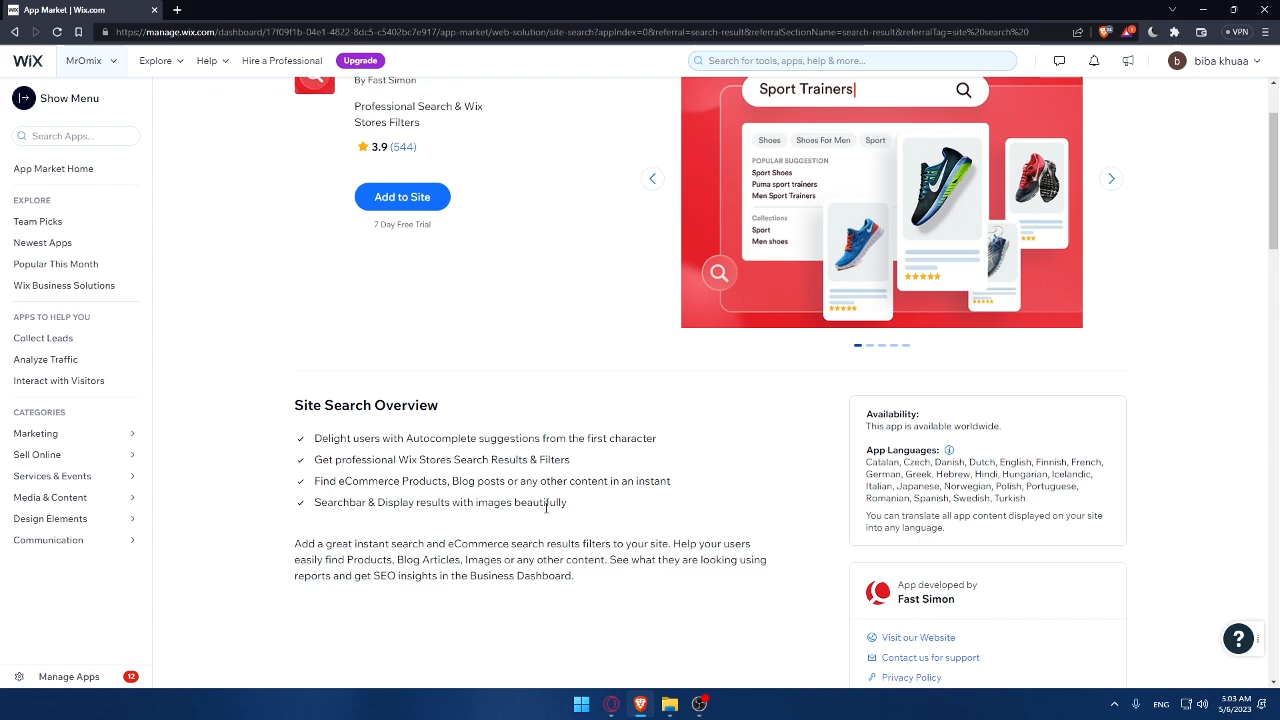 App Market | Wix.com
https://manage.wix.com/dashboard/17f09f1b-04e1-4822-8dc5-c5402bc7e917/app-market/web-solution/site-search?appIndex=0&referral=search-result&referralSectionName=search-result&referralTag=site%20search%20
VPN
WiX
MrOmix
Explore
Help
Hire a Professional
Upgrade
Search for tools, apps, help & more...
biba khuaa
Show Menu
Search Apps...
App Market Home
EXPLORE
Team Picks
Newest Apps
Popular This Month
Business Solutions
APPS TO HELP YOU
Collect Leads
Analyze Traffic
Interact with Visitors
CATEGORIES
Marketing
Sell Online
Services & Events
Media & Content
Design Elements
Communication
Manage Apps
12
By Fast Simon
Professional Search & Wix
Stores Filters
3.9 (544)
Add to Site
7 Day Free Trial
Sport Trainers
Shoes
Shoes For Men
Sport
POPULAR SUGGESTION
Sport Shoes
Puma sport trainers
Men Sport Trainers
Collections
Sport
Men shoes
Site Search Overview
Delight users with Autocomplete suggestions from the first character
Get professional Wix Stores Search Results & Filters
Find eCommerce Products, Blog posts or any other content in an instant
Searchbar & Display results with images beautifully
Add a great instant search and eCommerce search results filters to your site. Help your users
easily find Products, Blog Articles, Images or any other content. See what they are looking using
reports and get SEO insights in the Business Dashboard.
Availability:
This app is available worldwide.
App Languages:
Catalan, Czech, Danish, Dutch, English, Finnish, French,
German, Greek, Hebrew, Hindi, Hungarian, Icelandic,
Italian, Japanese, Norwegian, Polish, Portuguese,
Romanian, Spanish, Swedish, Turkish
You can translate all app content displayed on your site
into any language.
App developed by
Fast Simon
Visit our Website
Contact us for support
Privacy Policy
?
ENG
5:03 AM
5/6/2023